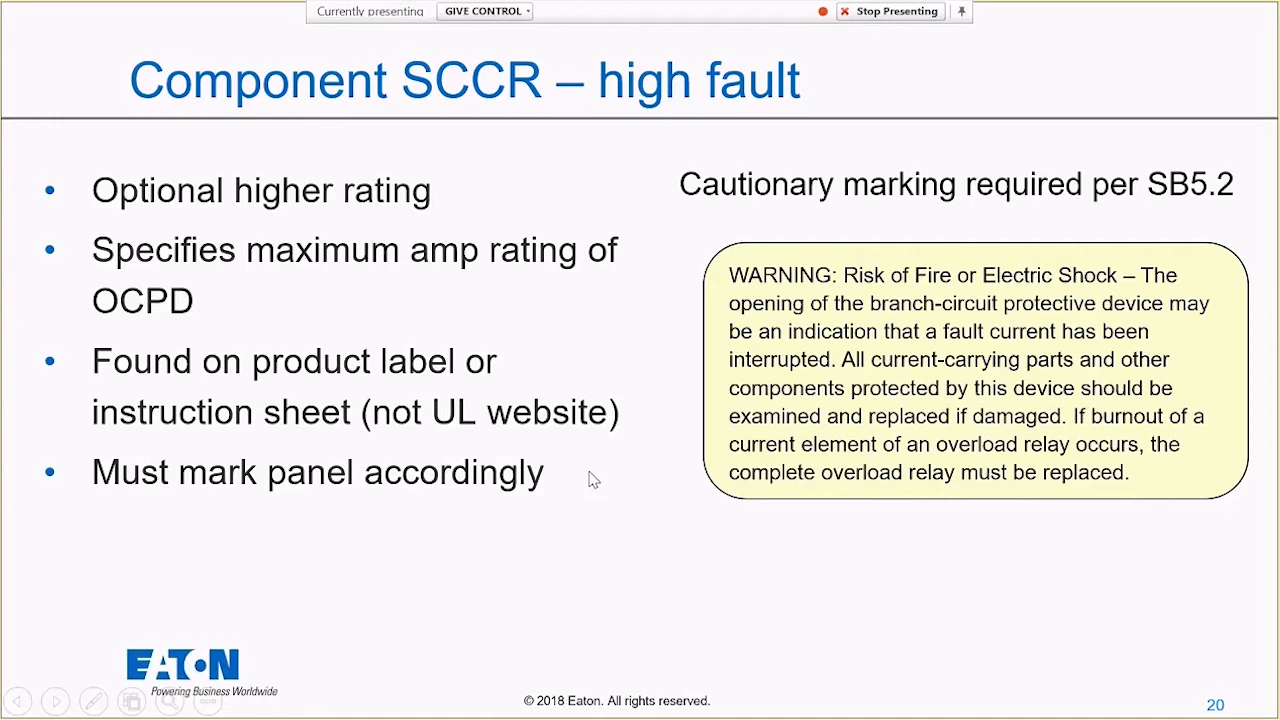 Currently presenting GIVE CONTROL Stop Presenting
Component SCCR – high fault
• Optional higher rating
• Specifies maximum amp rating of
OCPD
• Found on product label or
instruction sheet (not UL website)
• Must mark panel accordingly
Cautionary marking required per SB5.2
WARNING: Risk of Fire or Electric Shock – The
opening of the branch-circuit protective device may
be an indication that a fault current has been
interrupted. All current-carrying parts and other
components protected by this device should be
examined and replaced if damaged. If burnout of a
current element of an overload relay occurs, the
complete overload relay must be replaced.
EATON
Powering Business Worldwide
© 2018 Eaton. All rights reserved.
20